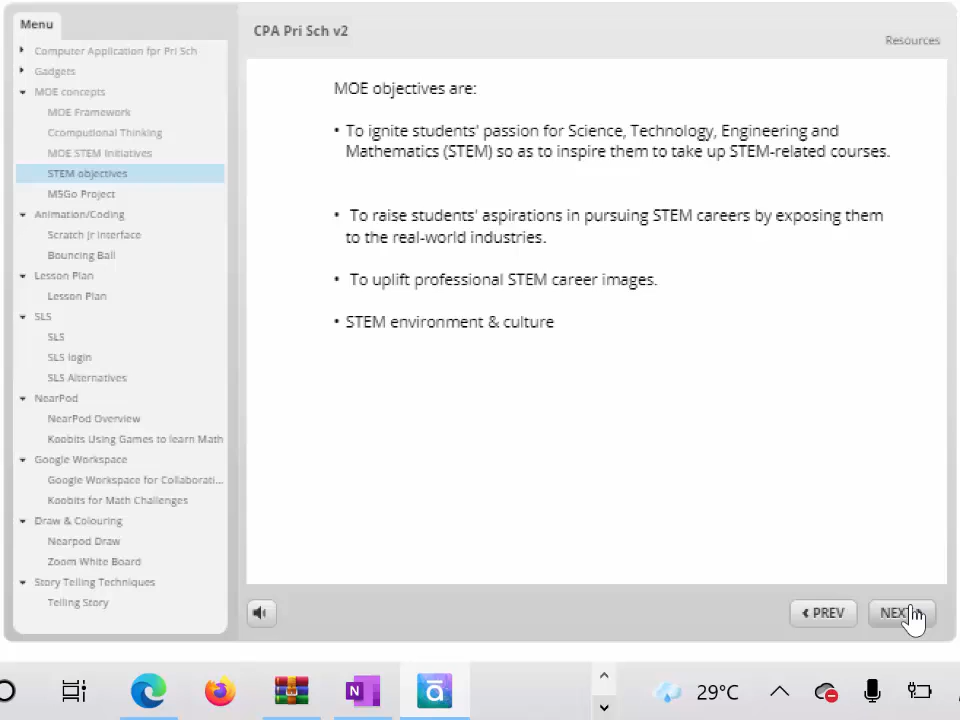 Menu
CPA Pri Sch v2
Resources
Computer Application for Pri Sch
Gadgets
MOE concepts
MOE Framework
Ccomputional Thinking
MOE STEM Initiatives
STEM objectives
M5Go Project
Animation/Coding
Scratch Jr Interface
Bouncing Ball
Lesson Plan
Lesson Plan
SLS
SLS
SLS login
SLS Alternatives
NearPod
NearPod Overview
Koobits Using Games to learn Math
Google Workspace
Google Workspace for Collaborati...
Koobits for Math Challenges
Draw & Colouring
Nearpod Draw
Zoom White Board
Story Telling Techniques
Telling Story
MOE objectives are:
• To ignite students' passion for Science, Technology, Engineering and
Mathematics (STEM) so as to inspire them to take up STEM-related courses.
• To raise students' aspirations in pursuing STEM careers by exposing them
to the real-world industries.
• To uplift professional STEM career images.
• STEM environment & culture
PREV
NEXT
29°C